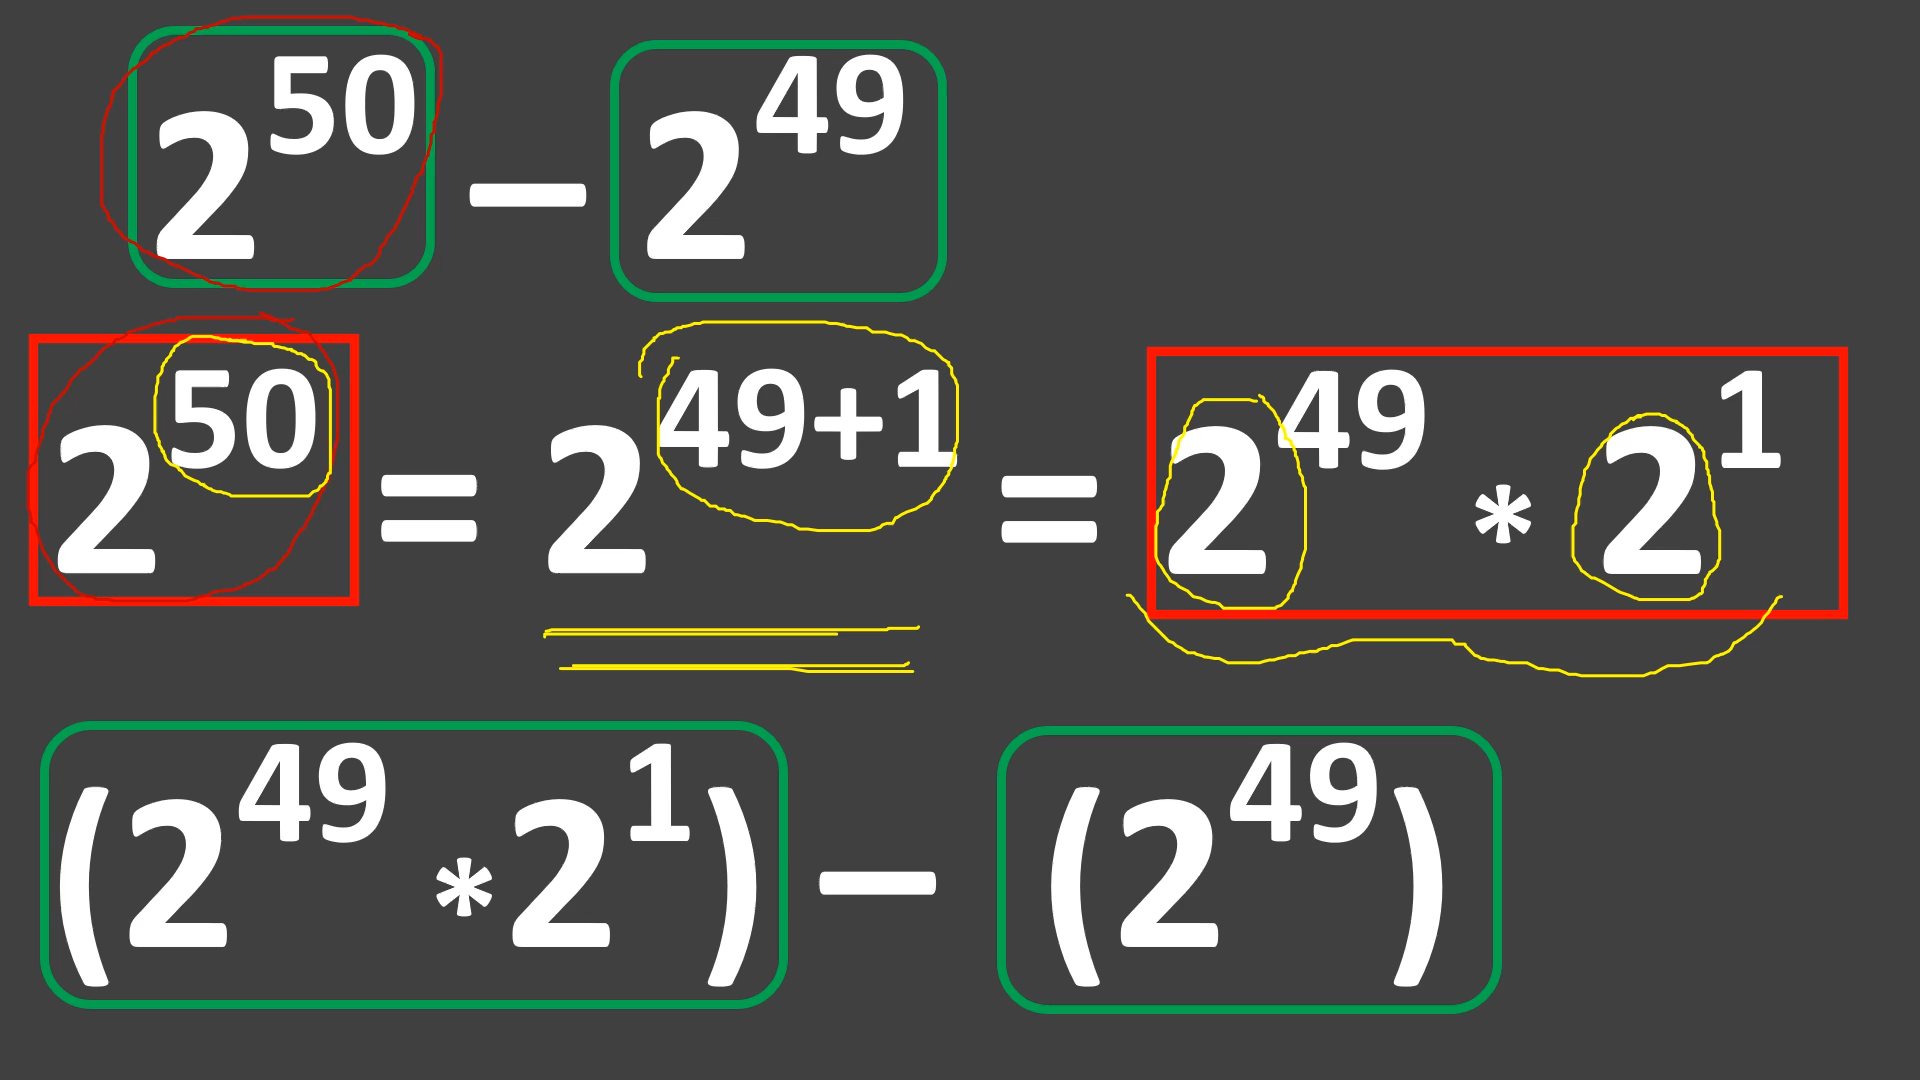 2^50 − 2^49
2^50 = 2^49+1 = 2^49 * 2^1
(2^49 * 2^1) − (2^49)